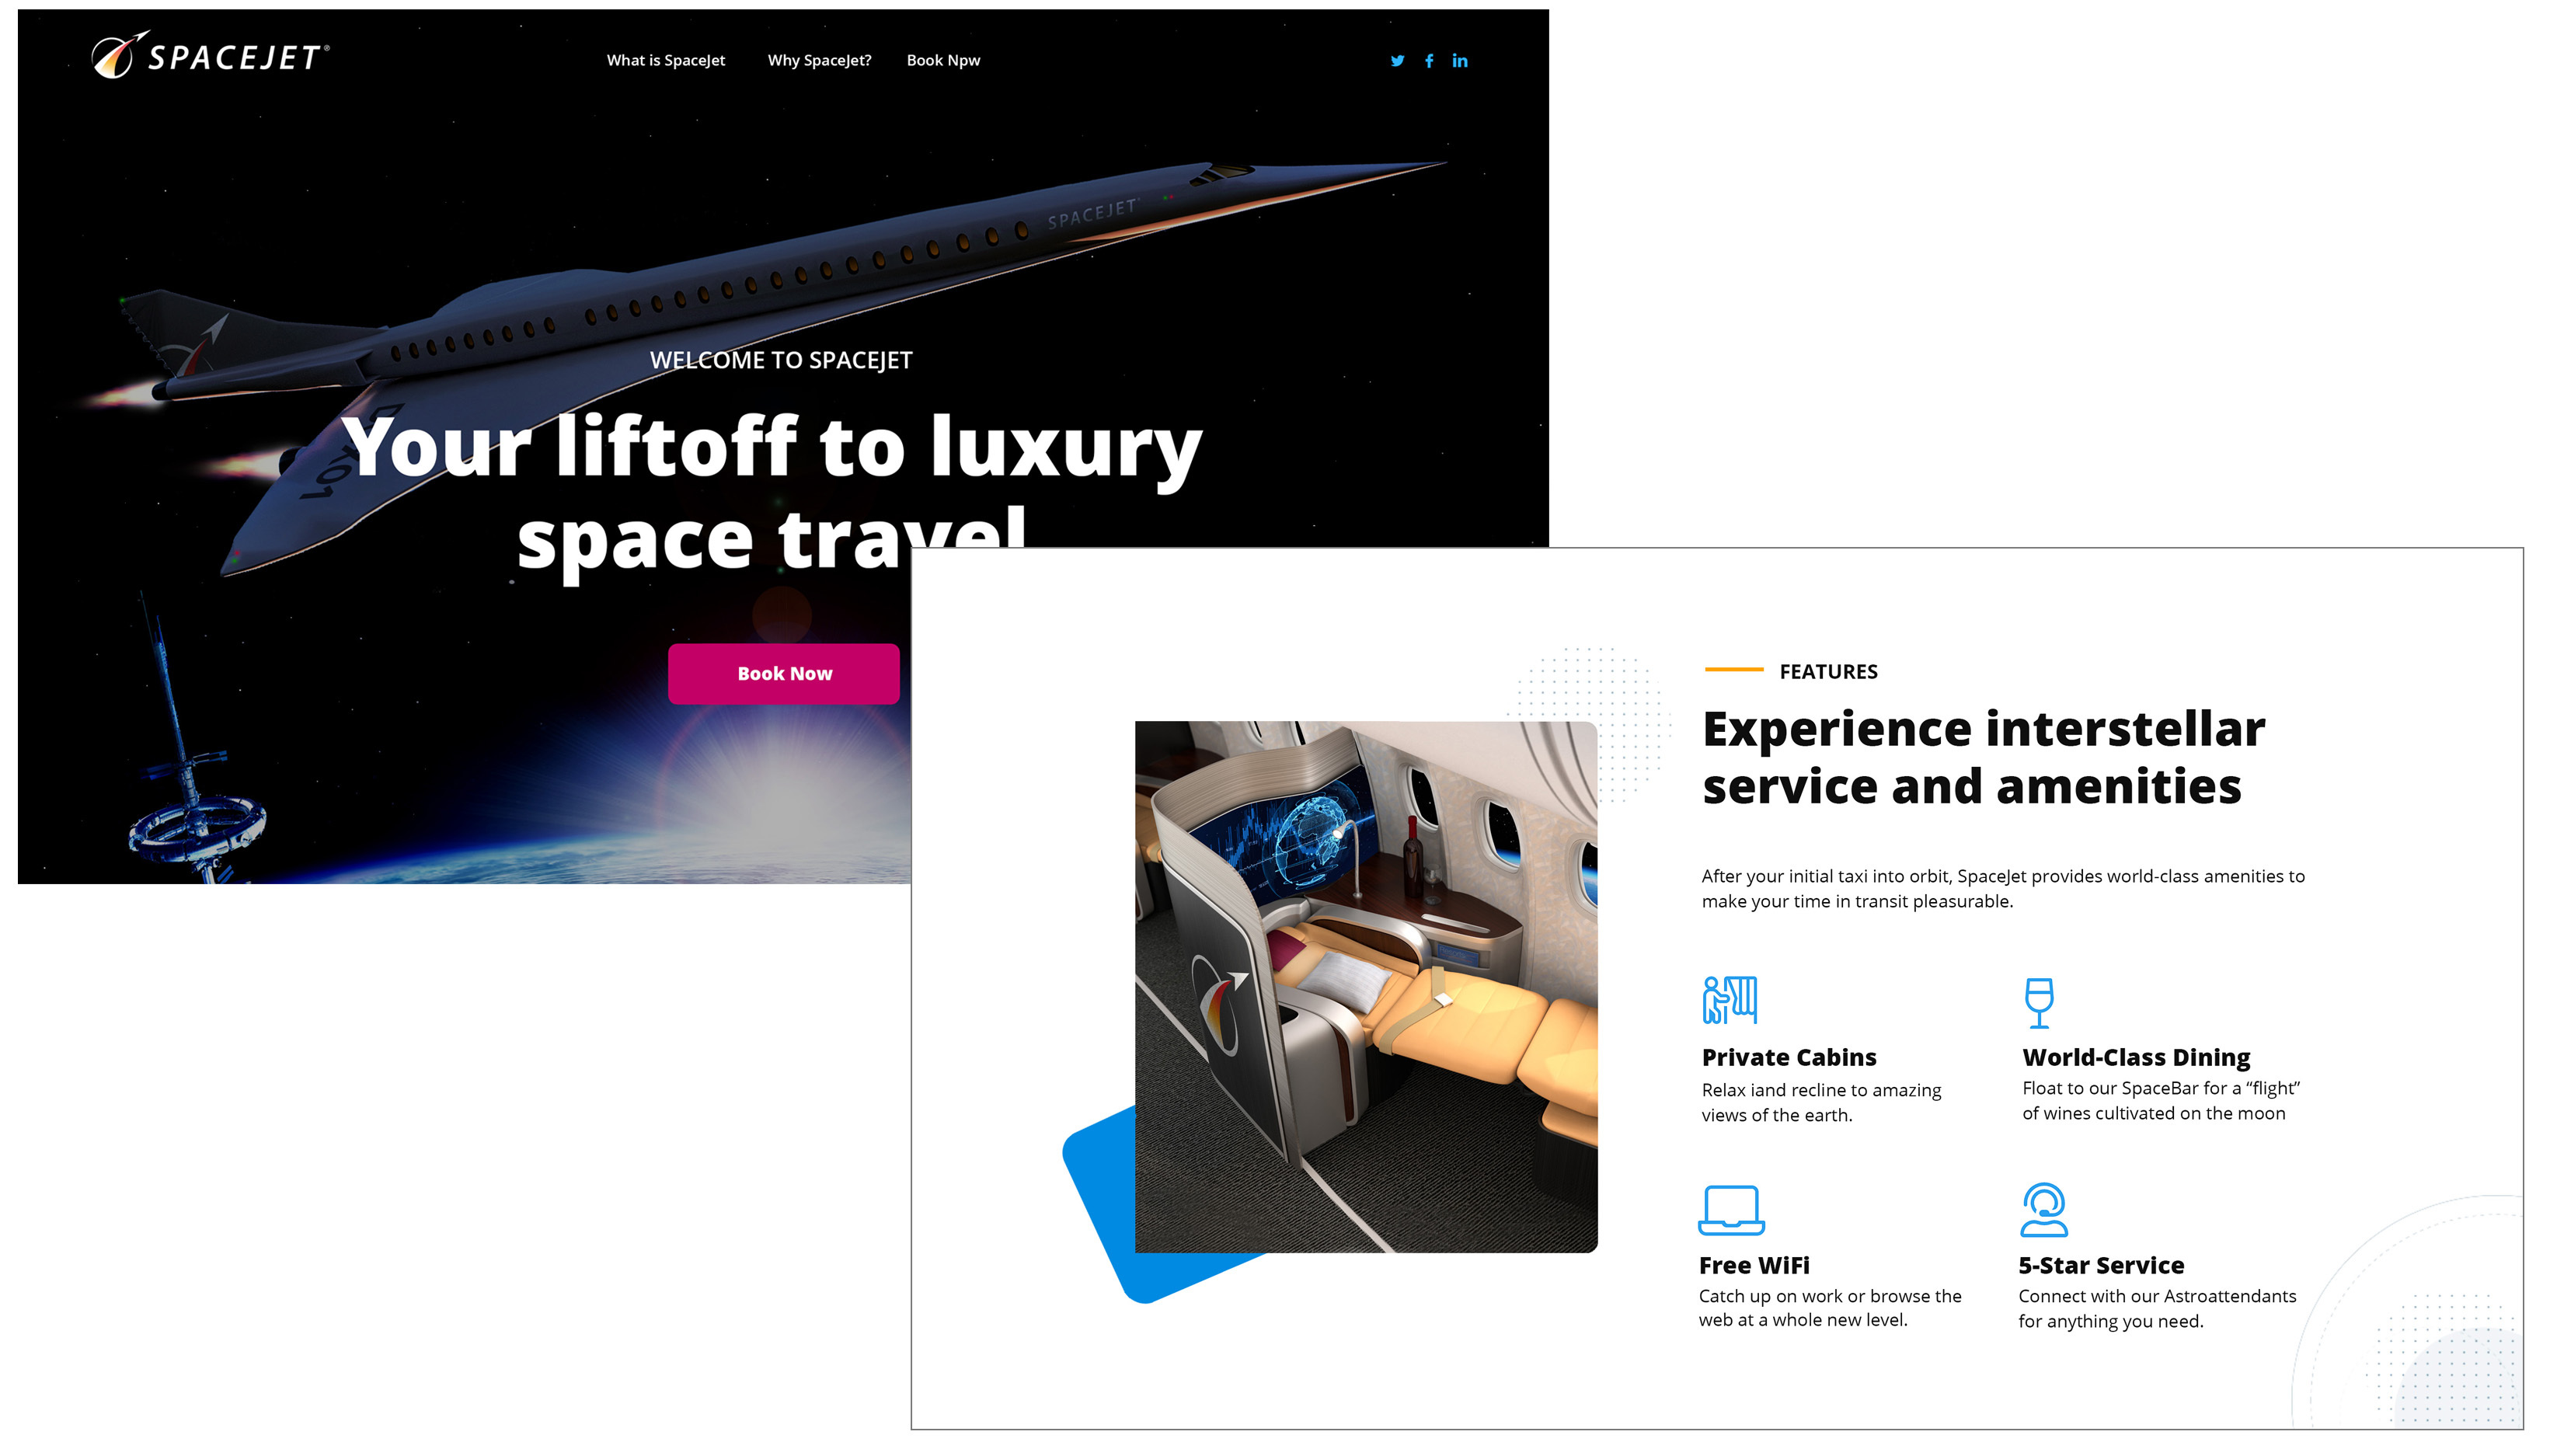 SPACEJET®
What is SpaceJet
Why SpaceJet?
Book Npw
SPACEJET
WELCOME TO SPACEJET
Your liftoff to luxury
space travel
Book Now
FEATURES
Experience interstellar
service and amenities
After your initial taxi into orbit, SpaceJet provides world-class amenities to
make your time in transit pleasurable.
Private Cabins
Relax iand recline to amazing
views of the earth.
World-Class Dining
Float to our SpaceBar for a “flight”
of wines cultivated on the moon
Free WiFi
Catch up on work or browse the
web at a whole new level.
5-Star Service
Connect with our Astroattendants
for anything you need.